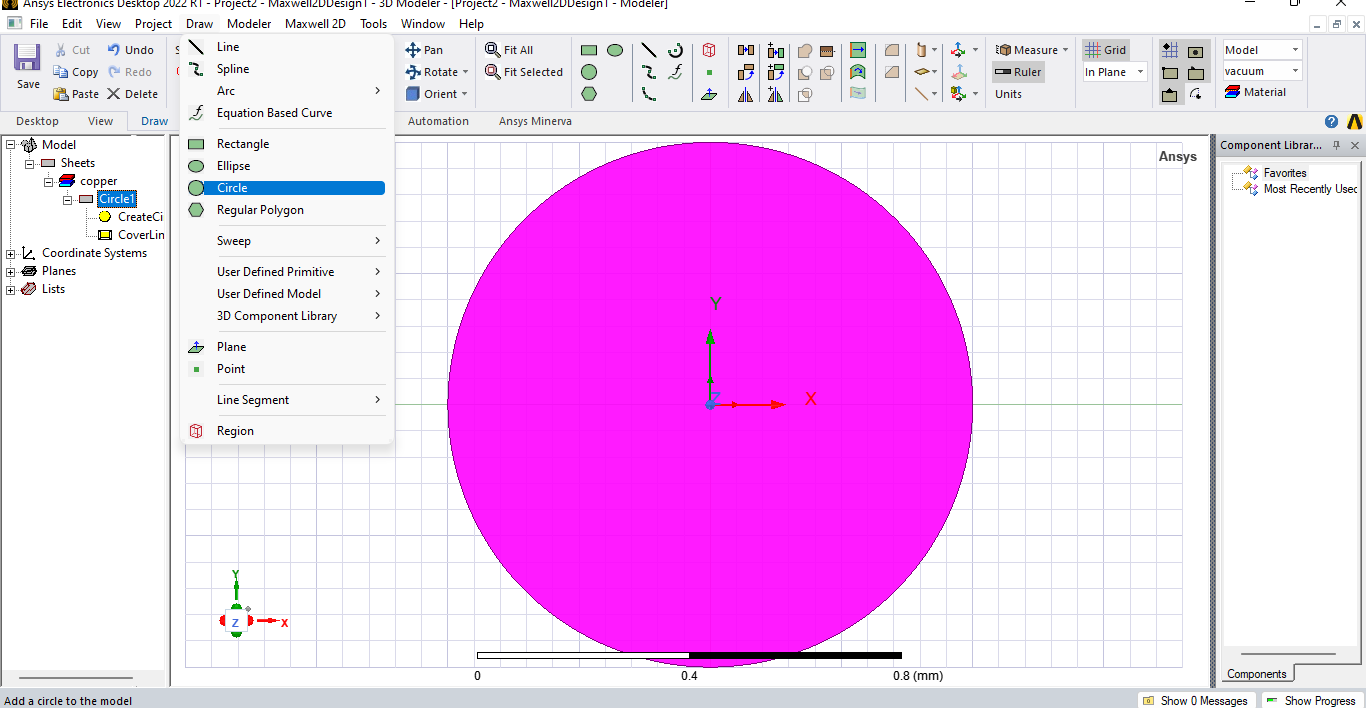 Ansys Electronics Desktop 2022 R1 - Project2 - Maxwell2DDesign1 - 3D Modeler - [Project2 - Maxwell2DDesign1 - Modeler]
File Edit View Project Draw Modeler Maxwell 2D Tools Window Help
Save
Cut
Copy
Paste
Undo
Redo
Delete
S
Line
Spline
Arc
Equation Based Curve
Rectangle
Ellipse
Circle
Regular Polygon
Sweep
User Defined Primitive
User Defined Model
3D Component Library
Plane
Point
Line Segment
Region
Pan
Rotate
Orient
Fit All
Fit Selected
Measure
Ruler
Units
Grid
In Plane
Model
vacuum
Material
Desktop View Draw Automation Ansys Minerva
Model
Sheets
copper
Circle1
CreateCi
CoverLin
Coordinate Systems
Planes
Lists
Ansys
Y
Z
X
Y
Z
X
0 0.4 0.8 (mm)
Component Librar...
Favorites
Most Recently Used
Components
Add a circle to the model
Show 0 Messages
Show Progress